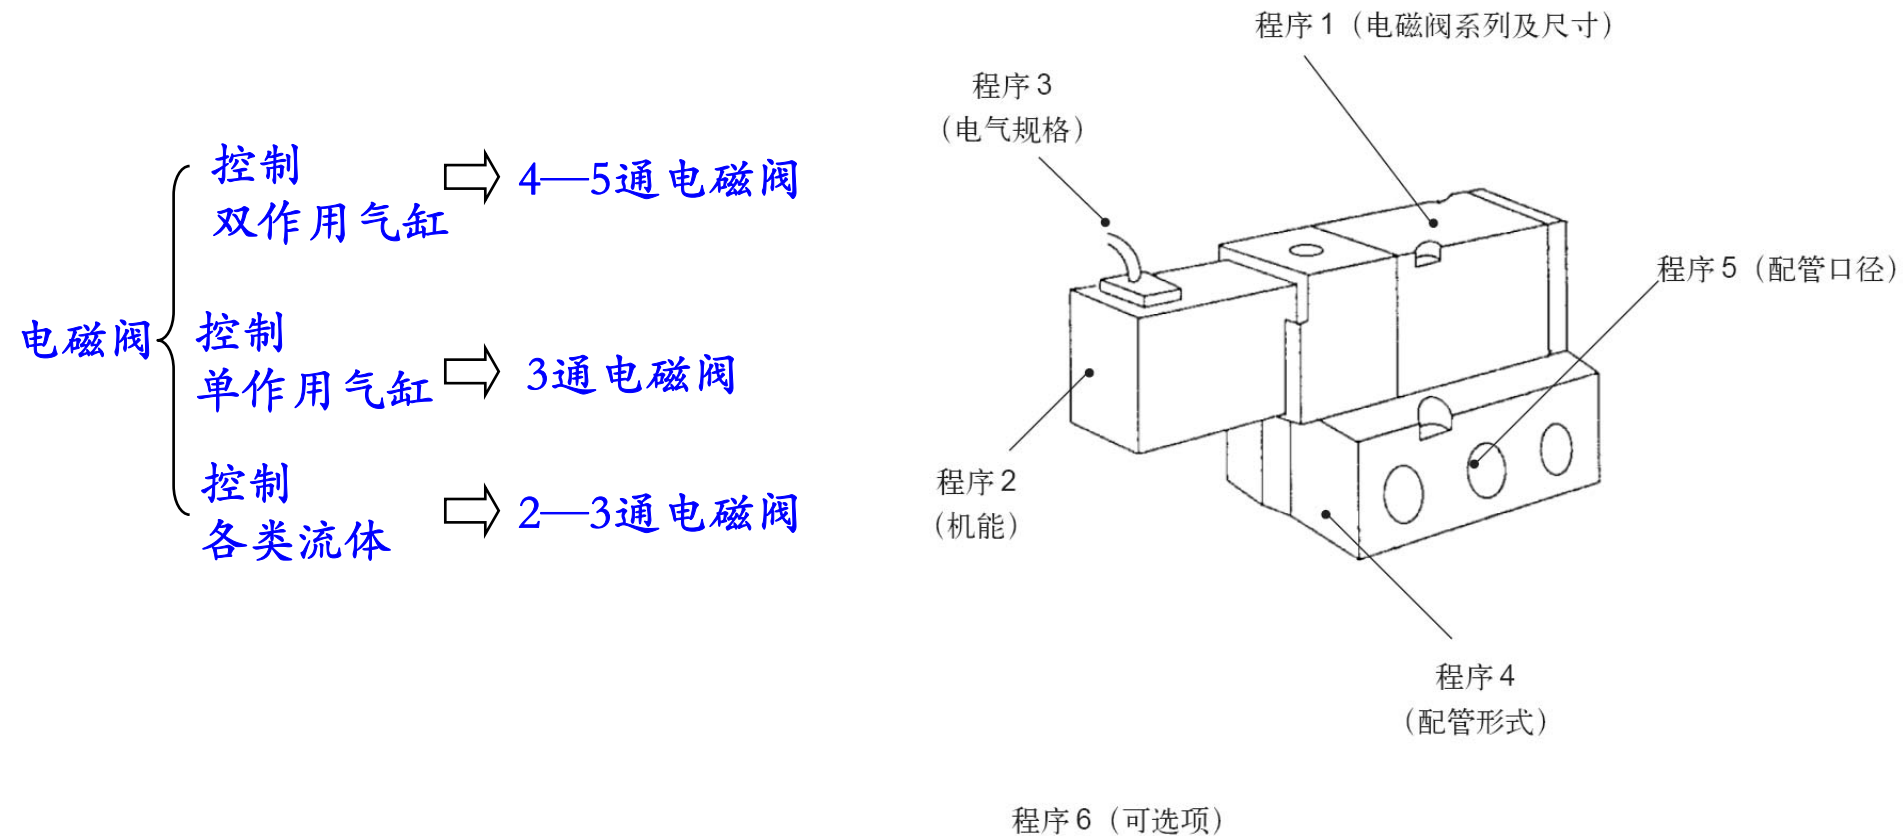 电磁阀
控制
双作用气缸
4—5通电磁阀
控制
单作用气缸
3通电磁阀
控制
各类流体
2—3通电磁阀
程序1（电磁阀系列及尺寸）
程序3
（电气规格）
程序5（配管口径）
程序2
（机能）
程序4
（配管形式）
程序6（可选项）